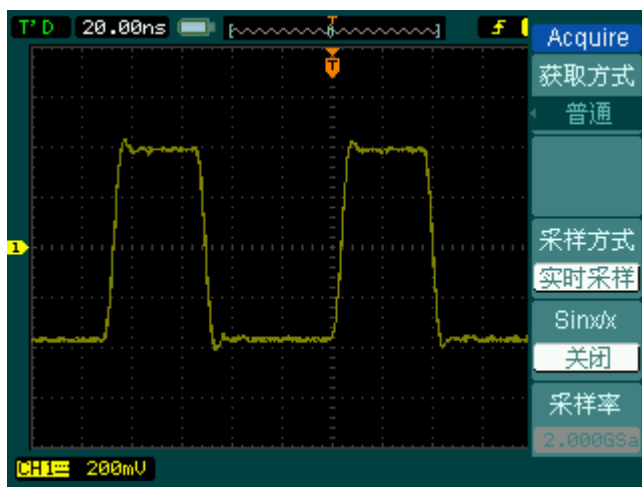 T'D 20.00ns
T
T
Acquire
获取方式
普通
采样方式
实时采样
Sinx/x
关闭
采样率
2.000GSa
1
CH1 200mV